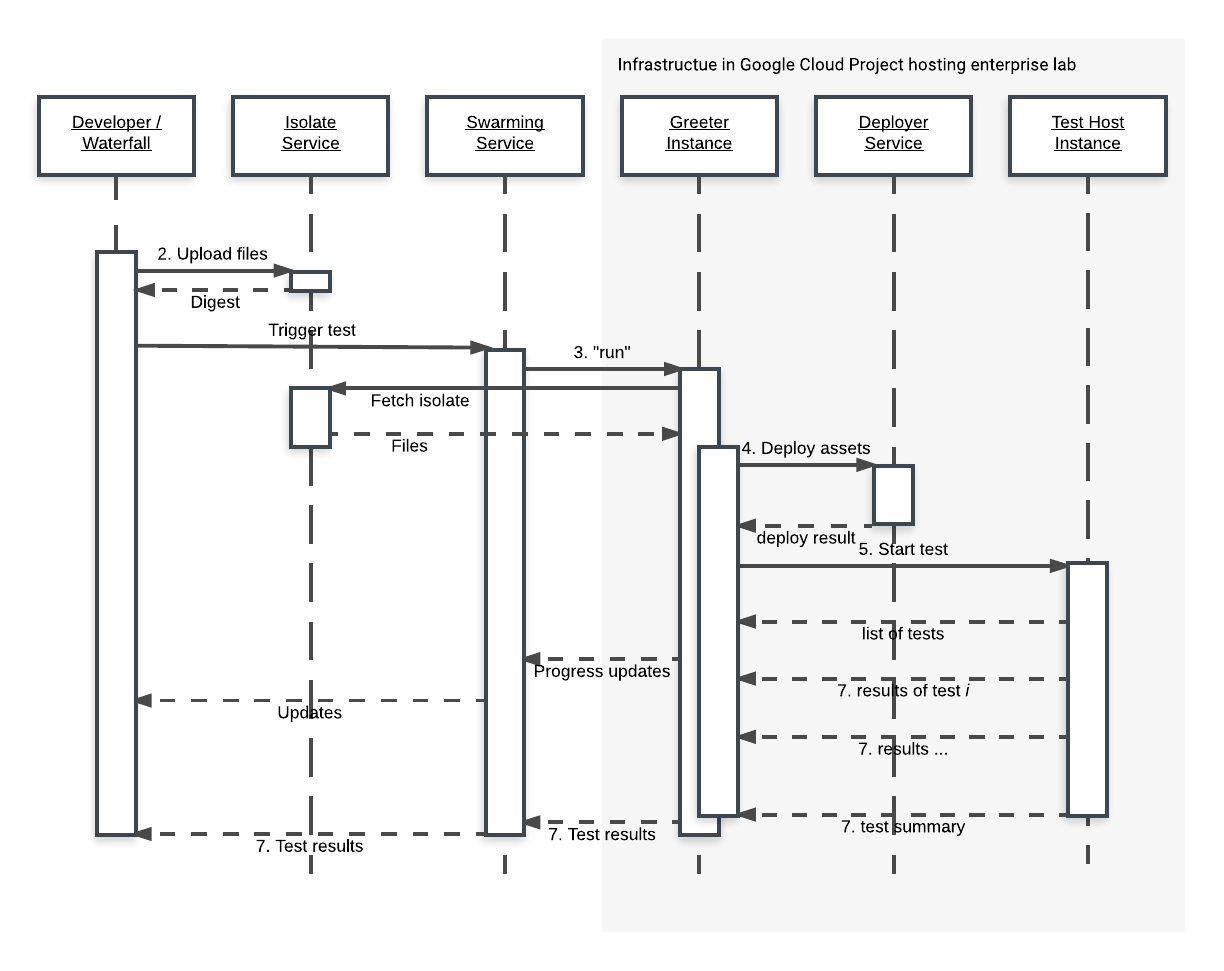 Infrastructue in Google Cloud Project hosting enterprise lab
Developer /
Waterfall
Isolate
Service
Swarming
Service
Greeter
Instance
Deployer
Service
Test Host
Instance
2. Upload files
Digest
Trigger test
3. "run"
Fetch isolate
Files
4. Deploy assets
deploy result
5. Start test
list of tests
Progress updates
7. results of test i
Updates
7. results ...
7. test summary
7. Test results
7. Test results